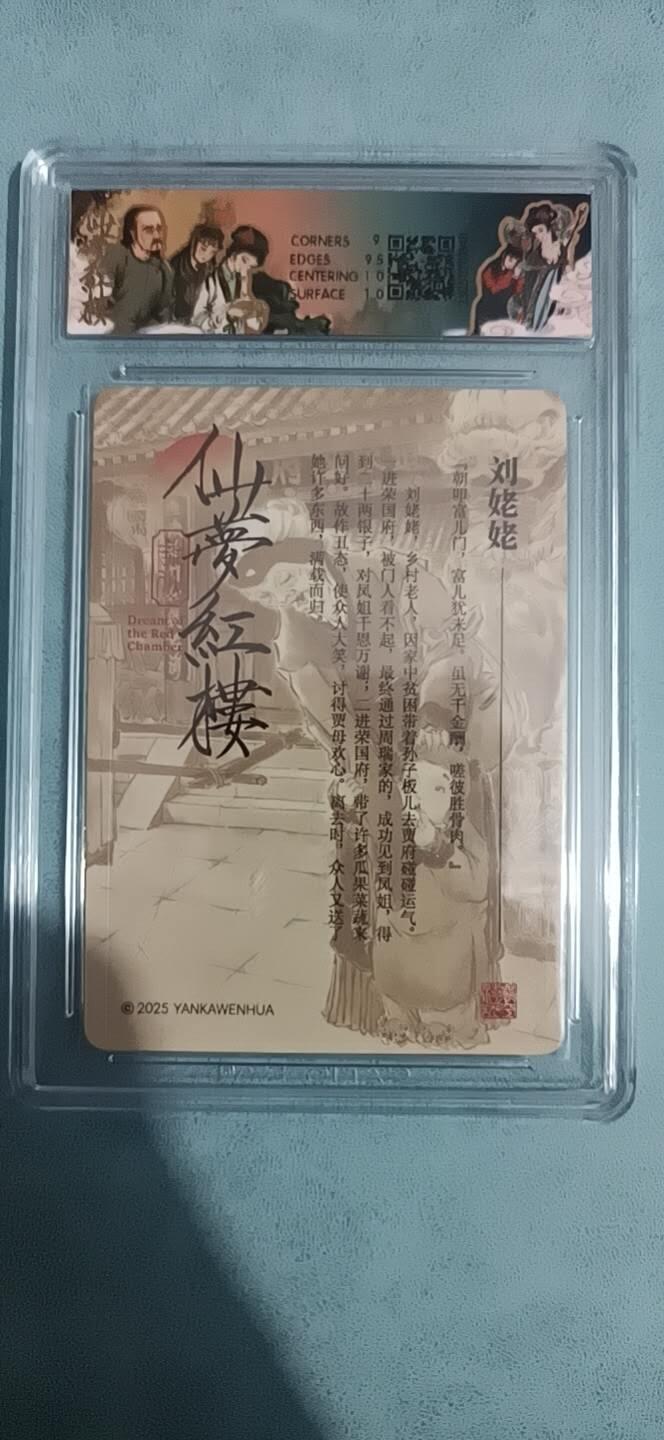 CORNERS 9
EDGES 9.5
CENTERING 10
SURFACE 10
刘姥姥
“朝叩富儿门，富儿犹未足。虽无千金酬，嗟彼胜骨肉。”
刘姥姥，乡村老人，因家中贫困带着孙子板儿去贾府碰碰运气。
一进荣国府，被门人看不起，最终通过周瑞家的，成功见到凤姐，得
到二十两银子，对凤姐千恩万谢；二进荣国府，带了许多瓜果菜蔬来
问好。故作丑态，使众人大笑，讨得贾母欢心。离去时，众人又送了
她许多东西，满载而归。
仙夢紅樓
Dream of
the Red
Chamber
© 2025 YANKAWENHUA